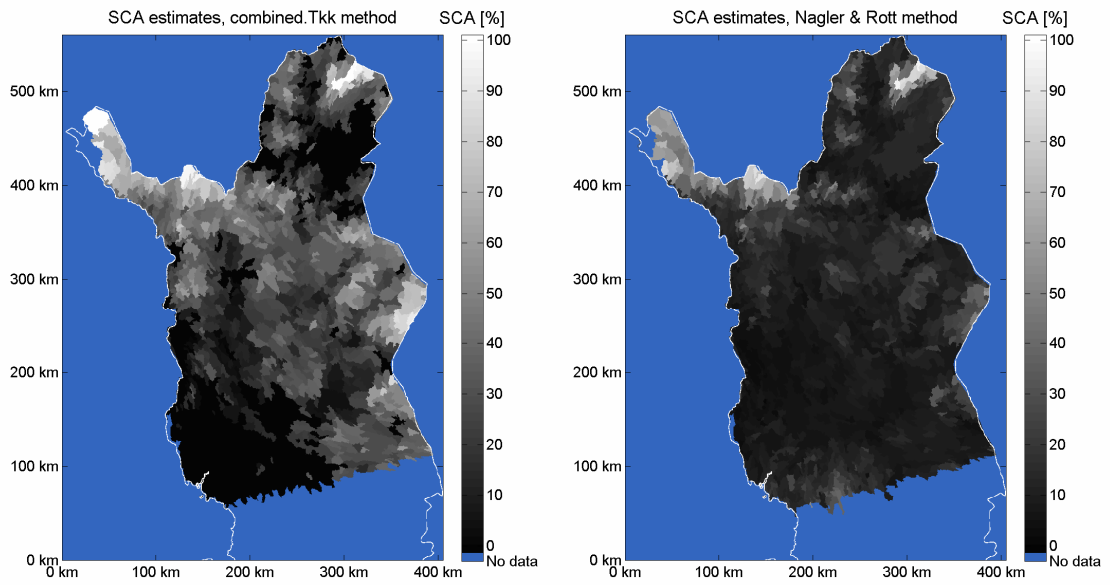 SCA estimates, combined.Tkk method
SCA [%]
100
90
80
70
60
50
40
30
20
10
0
No data
500 km
400 km
300 km
200 km
100 km
0 km
0 km
100 km
200 km
300 km
400 km
SCA estimates, Nagler & Rott method
SCA [%]
100
90
80
70
60
50
40
30
20
10
0
No data
500 km
400 km
300 km
200 km
100 km
0 km
0 km
100 km
200 km
300 km
400 km